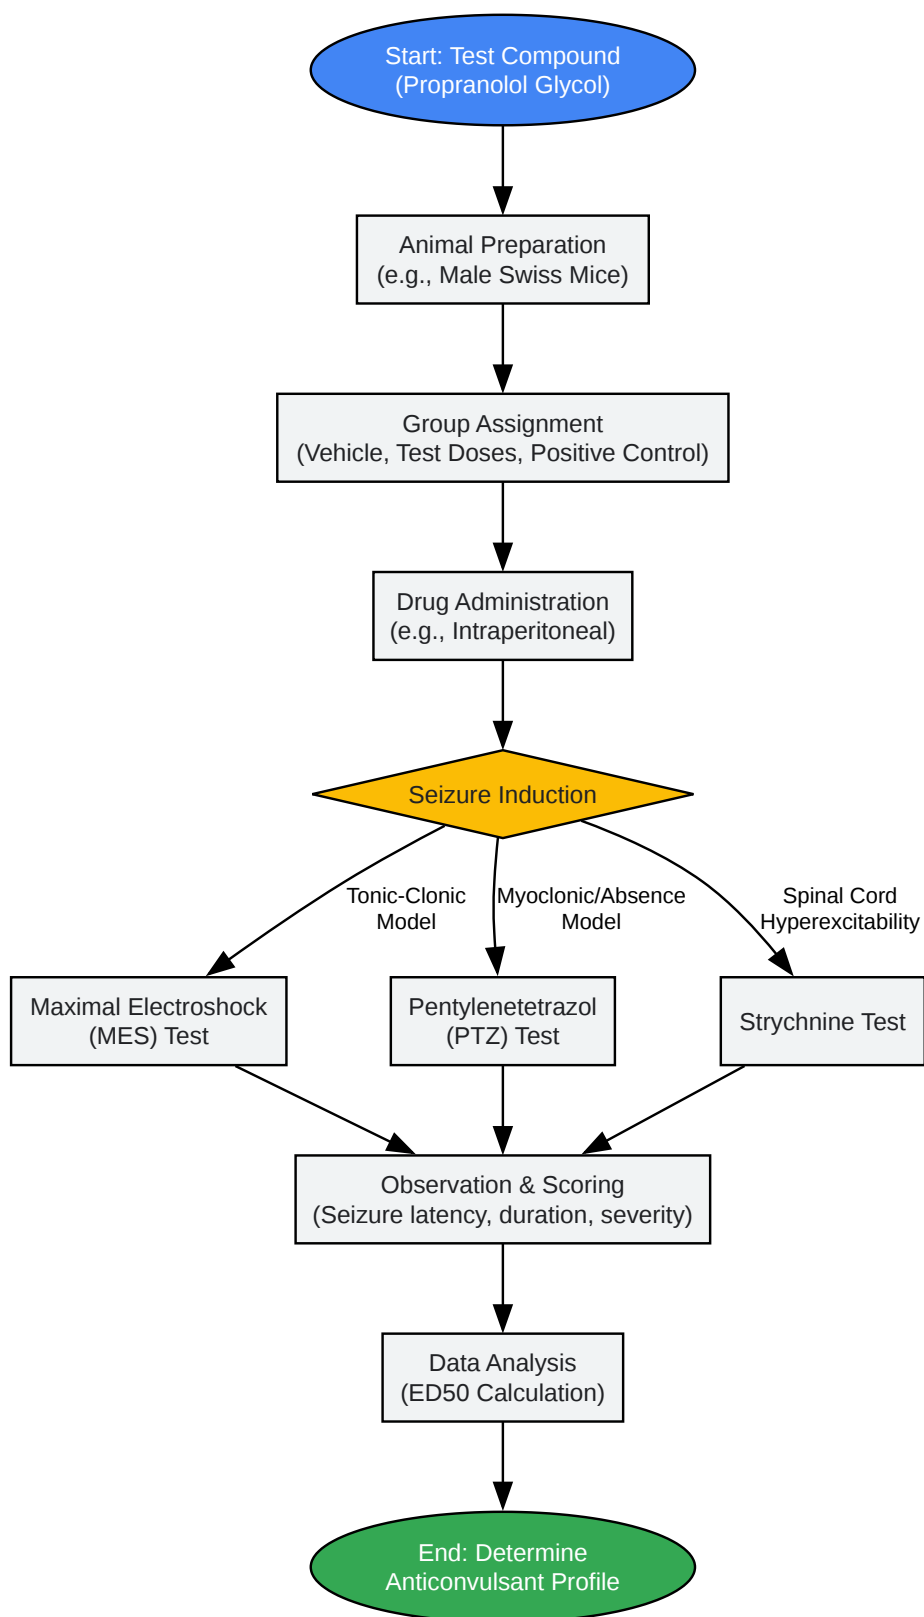 Start: Test Compound
(Propranolol Glycol)
Animal Preparation
(e.g., Male Swiss Mice)
Group Assignment
(Vehicle, Test Doses, Positive Control)
Drug Administration
(e.g., Intraperitoneal)
Seizure Induction
Tonic-Clonic
Model
Myoclonic/Absence
Model
Spinal Cord
Hyperexcitability
Maximal Electroshock
(MES) Test
Pentylenetetrazol
(PTZ) Test
Strychnine Test
Observation & Scoring
(Seizure latency, duration, severity)
Data Analysis
(ED50 Calculation)
End: Determine
Anticonvulsant Profile